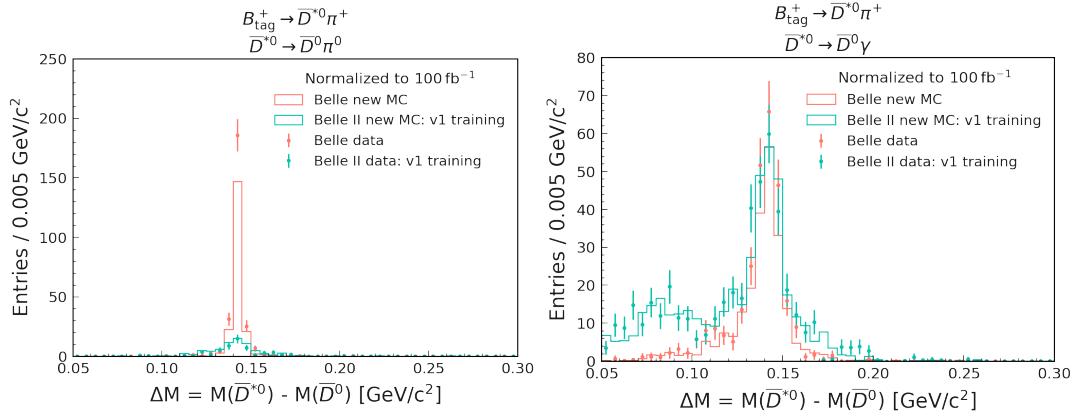 B⁺tag → D̅*⁰π⁺
D̅*⁰ → D̅⁰π⁰
250
200
150
100
50
0
Entries / 0.005 GeV/c²
Normalized to 100 fb⁻¹
Belle new MC
Belle II new MC: v1 training
Belle data
Belle II data: v1 training
0.05 0.10 0.15 0.20 0.25 0.30
ΔM = M(D̅*⁰) - M(D̅⁰) [GeV/c²]
B⁺tag → D̅*⁰π⁺
D̅*⁰ → D̅⁰γ
80
70
60
50
40
30
20
10
0
Entries / 0.005 GeV/c²
Normalized to 100 fb⁻¹
Belle new MC
Belle II new MC: v1 training
Belle data
Belle II data: v1 training
0.05 0.10 0.15 0.20 0.25 0.30
ΔM = M(D̅*⁰) - M(D̅⁰) [GeV/c²]